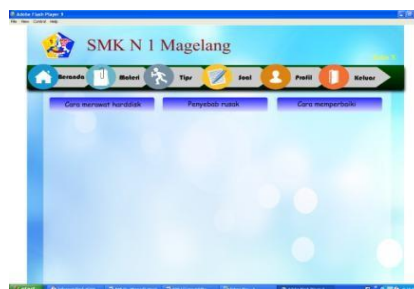 Adobe Flash Player 9
File View Control Help
SMK N 1 Magelang
Beranda Materi Tips Soal Profil Keluar
Cara merawat harddisk Penyebab rusak Cara memperbaiki